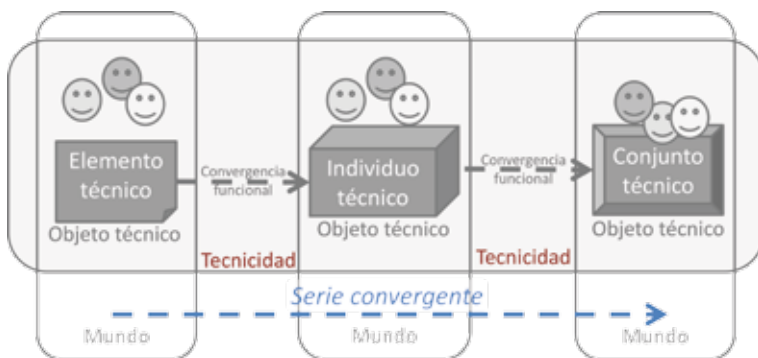 Elemento
técnico
Objeto técnico
Convergencia
funcional
Tecnicidad
Individuo
técnico
Objeto técnico
Convergencia
funcional
Tecnicidad
Conjunto
técnico
Objeto técnico
Serie convergente
Mundo
Mundo
Mundo